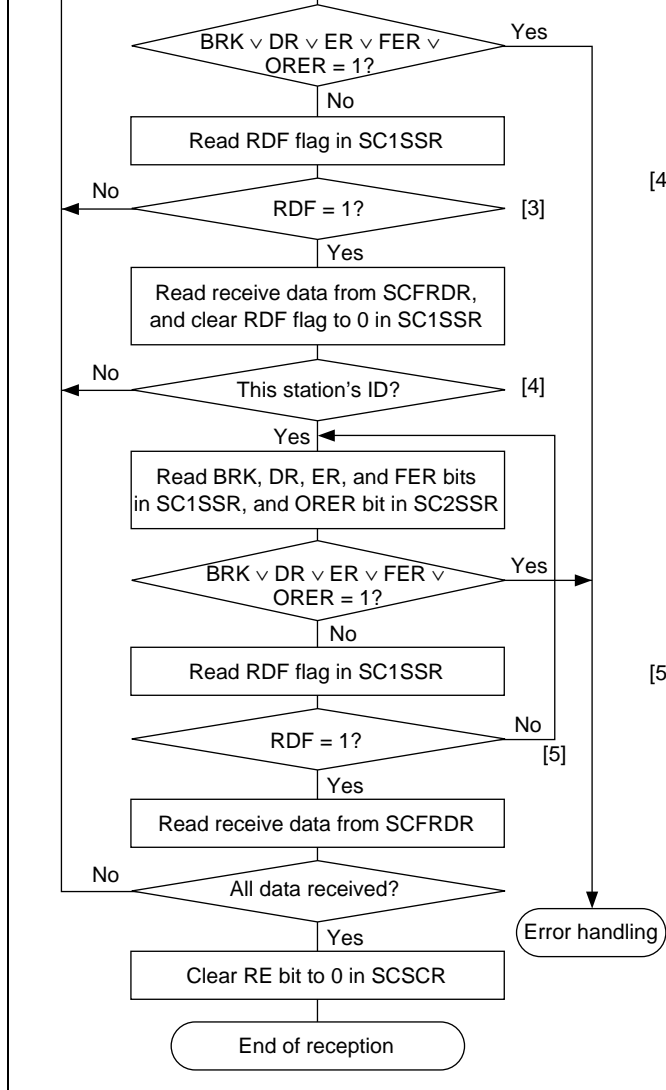 BRK ∨ DR ∨ ER ∨ FER ∨
ORER = 1?
Yes
No
Read RDF flag in SC1SSR
[4
No
RDF = 1?
[3]
Yes
Read receive data from SCFRDR,
and clear RDF flag to 0 in SC1SSR
No
This station's ID?
[4]
Yes
Read BRK, DR, ER, and FER bits
in SC1SSR, and ORER bit in SC2SSR
BRK ∨ DR ∨ ER ∨ FER ∨
ORER = 1?
Yes
No
Read RDF flag in SC1SSR
[5
RDF = 1?
No
[5]
Yes
Read receive data from SCFRDR
No
All data received?
Yes
Error handling
Clear RE bit to 0 in SCSCR
End of reception